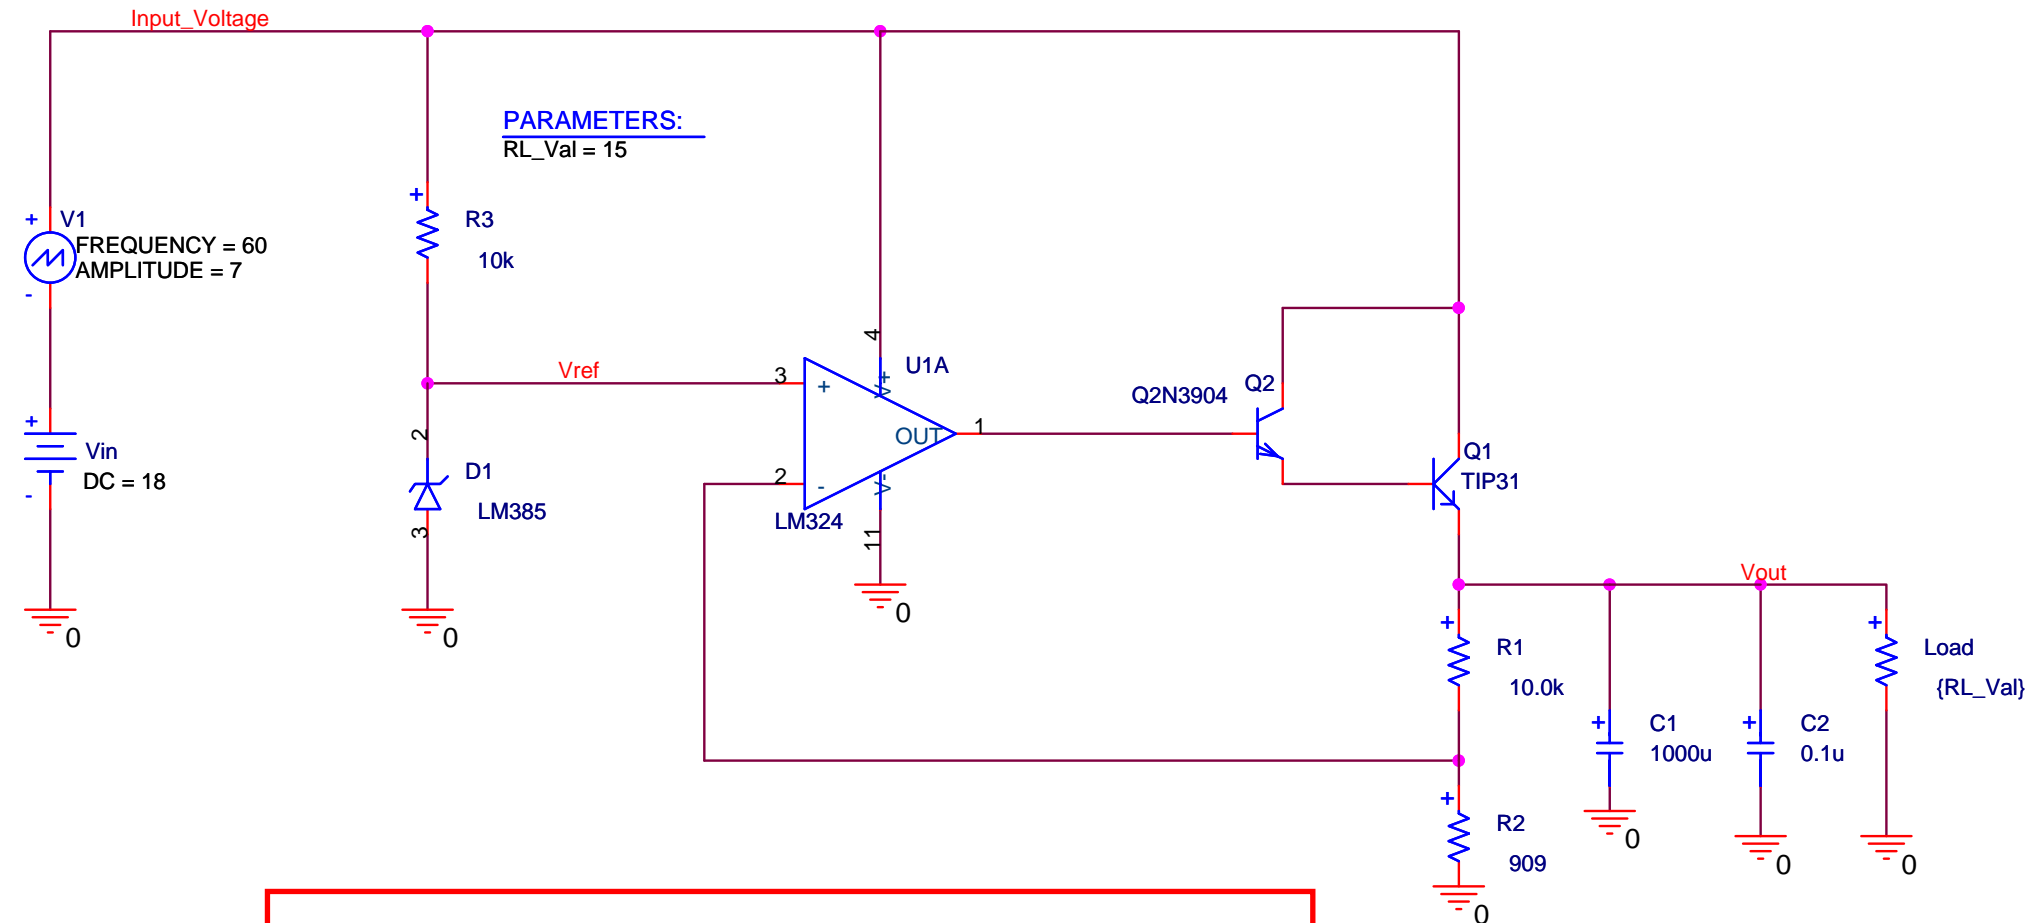 Input_Voltage
PARAMETERS:
RL_Val = 15
+
V1
FREQUENCY = 60
AMPLITUDE = 7
-
+
R3
10k
4
U1A
V+
Vref
3
+
Q2
Q2N3904
+
Vin
DC = 18
-
2
D1
LM385
3
OUT
1
2
-
V-
LM324
11
Q1
TIP31
0
0
0
Vout
+
R1
10.0k
+
Load
{RL_Val}
+
C1
1000u
+
C2
0.1u
+
R2
909
0
0
0
0